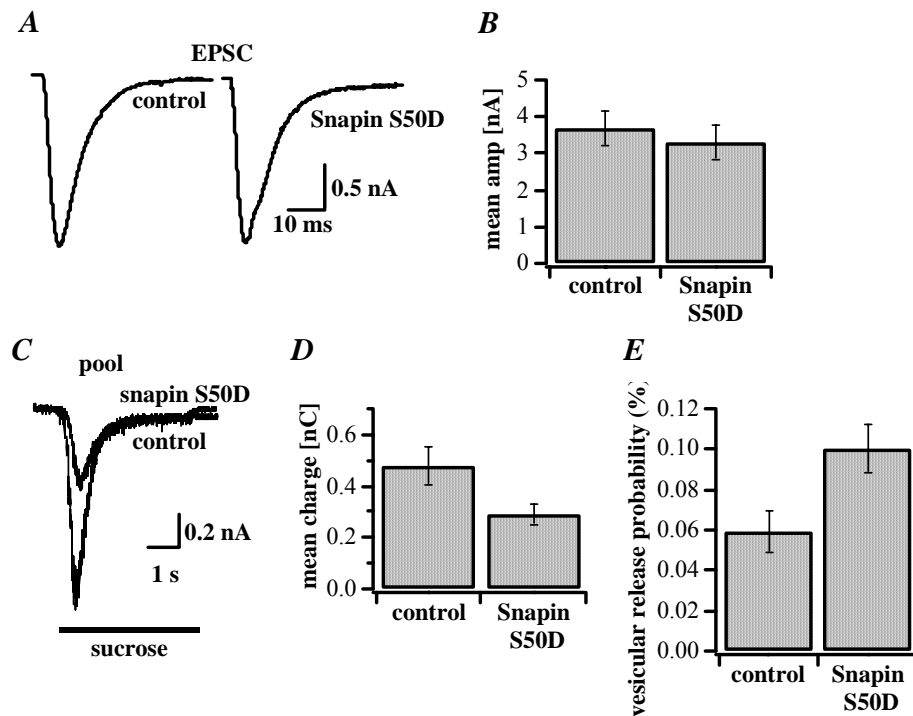 A
EPSC
control
Snapin S50D
0.5 nA
10 ms
B
mean amp [nA]
5
4
3
2
1
0
control
Snapin
S50D
C
pool
snapin S50D
control
0.2 nA
1 s
sucrose
D
mean charge [nC]
0.6
0.4
0.2
0.0
control
Snapin
S50D
E
vesicular release probability (%)
0.12
0.10
0.08
0.06
0.04
0.02
0.00
control
Snapin
S50D